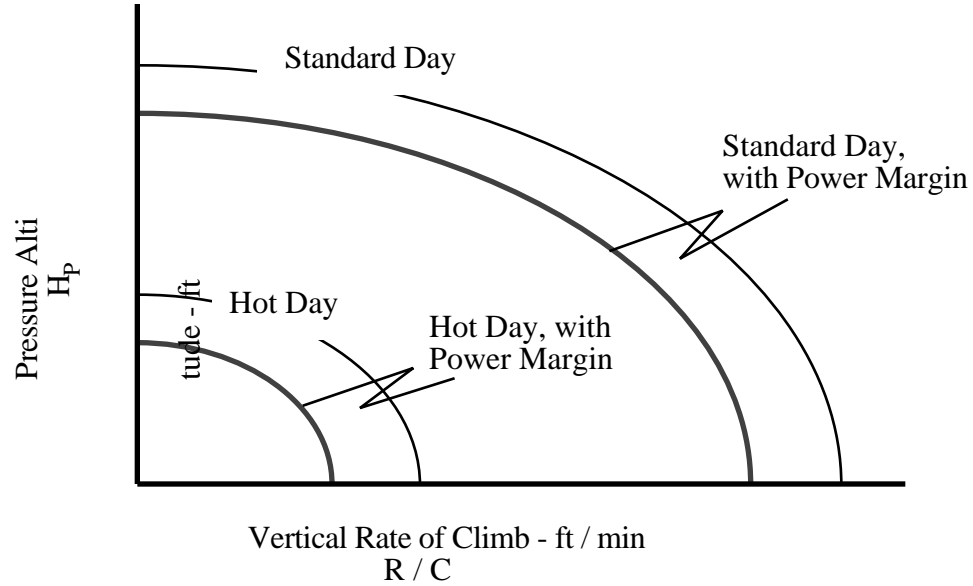 Standard Day
Standard Day,
with Power Margin
Pressure Alti
tude - ft
H_P
Hot Day
Hot Day, with
Power Margin
Vertical Rate of Climb - ft / min
R / C